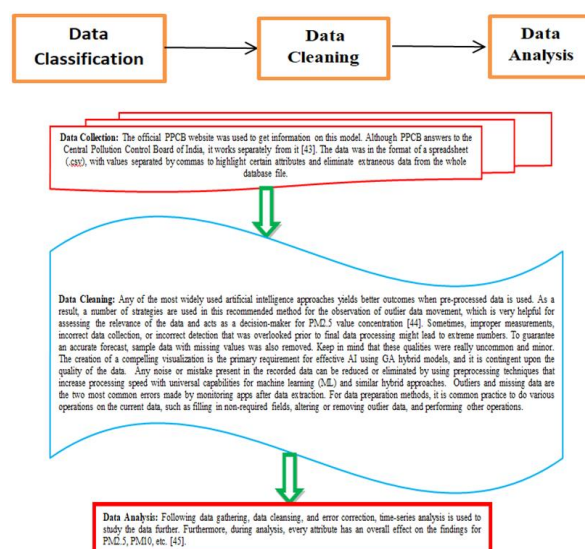 Data
Classification
Data
Cleaning
Data
Analysis
Data Collection: The official PPCB website was used to get information on this model. Although PPCB answers to the
Central Pollution Control Board of India, it works separately from it [43]. The data was in the format of a spreadsheet
(.csv), with values separated by commas to highlight certain attributes and eliminate extraneous data from the whole
database file.
Data Cleaning: Any of the most widely used artificial intelligence approaches yields better outcomes when pre-processed data is used. As a
result, a number of strategies are used in this recommended method for the observation of outlier data movement, which is very helpful for
assessing the relevance of the data and acts as a decision-maker for PM2.5 value concentration [44]. Sometimes, improper measurements,
incorrect data collection, or incorrect detection that was overlooked prior to final data processing might lead to extreme numbers. To guarantee
an accurate forecast, sample data with missing values was also removed. Keep in mind that these qualities were really uncommon and minor.
The creation of a compelling visualization is the primary requirement for effective AI using GA hybrid models, and it is contingent upon the
quality of the data. Any noise or mistake present in the recorded data can be reduced or eliminated by using preprocessing techniques that
increase processing speed with universal capabilities for machine learning (ML) and similar hybrid approaches. Outliers and missing data are
the two most common errors made by monitoring apps after data extraction. For data preparation methods, it is common practice to do various
operations on the current data, such as filling in non-required fields, altering or removing outlier data, and performing other operations.
Data Analysis: Following data gathering, data cleansing, and error correction, time-series analysis is used to
study the data further. Furthermore, during analysis, every attribute has an overall effect on the findings for
PM2.5, PM10, etc. [45].